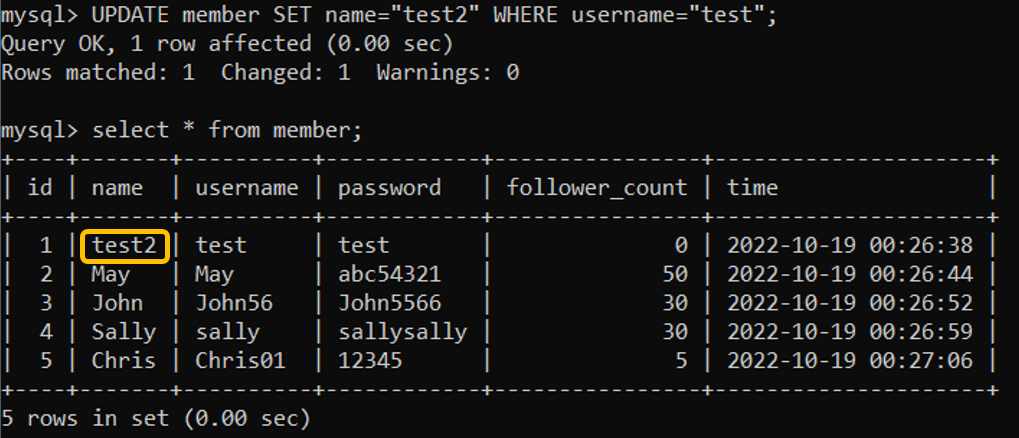 mysql> UPDATE member SET name="test2" WHERE username="test";
Query OK, 1 row affected (0.00 sec)
Rows matched: 1  Changed: 1  Warnings: 0

mysql> select * from member;
+----+-------+----------+-----------+----------------+---------------------+
| id | name  | username | password  | follower_count | time                |
+----+-------+----------+-----------+----------------+---------------------+
|  1 | test2 | test     | test      |              0 | 2022-10-19 00:26:38 |
|  2 | May   | May      | abc54321  |             50 | 2022-10-19 00:26:44 |
|  3 | John  | John56   | John5566  |             30 | 2022-10-19 00:26:52 |
|  4 | Sally | sally    | sallysally |             30 | 2022-10-19 00:26:59 |
|  5 | Chris | Chris01  | 12345     |              5 | 2022-10-19 00:27:06 |
+----+-------+----------+-----------+----------------+---------------------+
5 rows in set (0.00 sec)